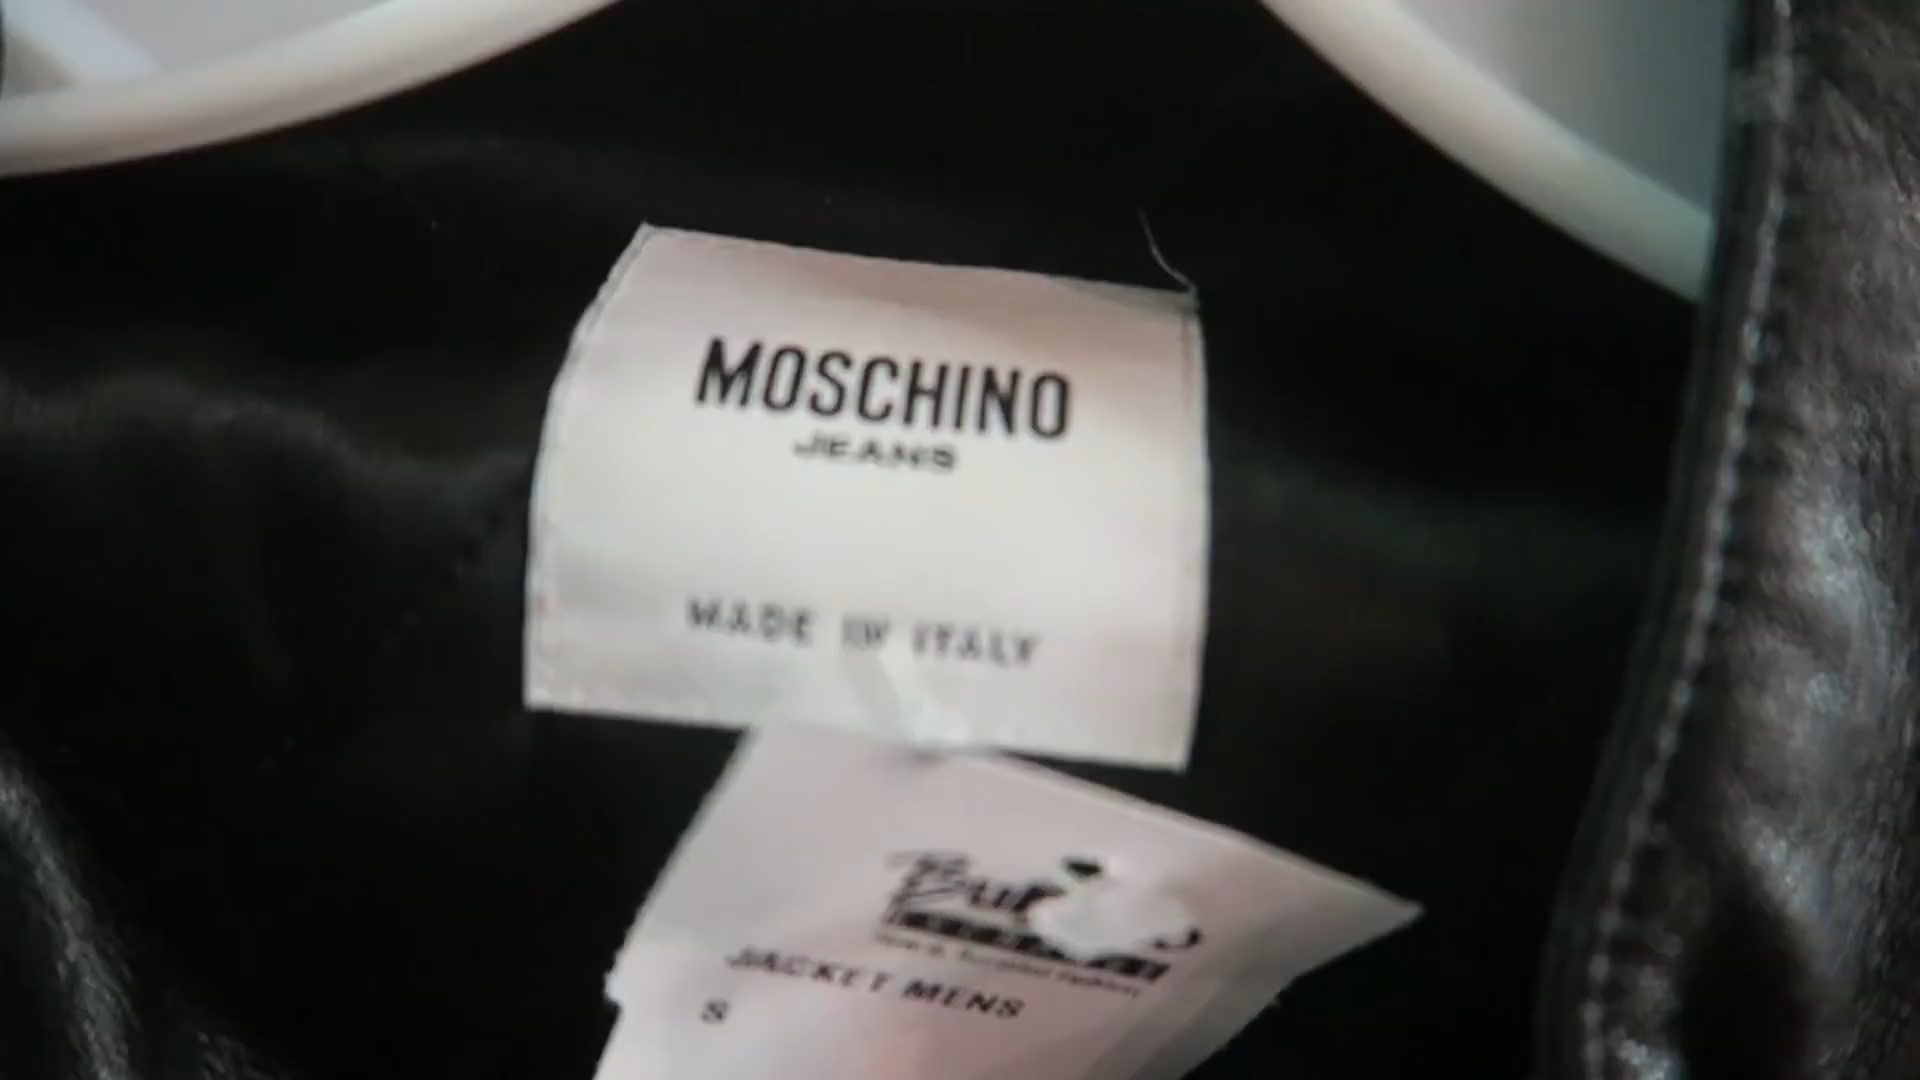 MOSCHINO
JEANS
MADE IN ITALY
JACKET MENS
S